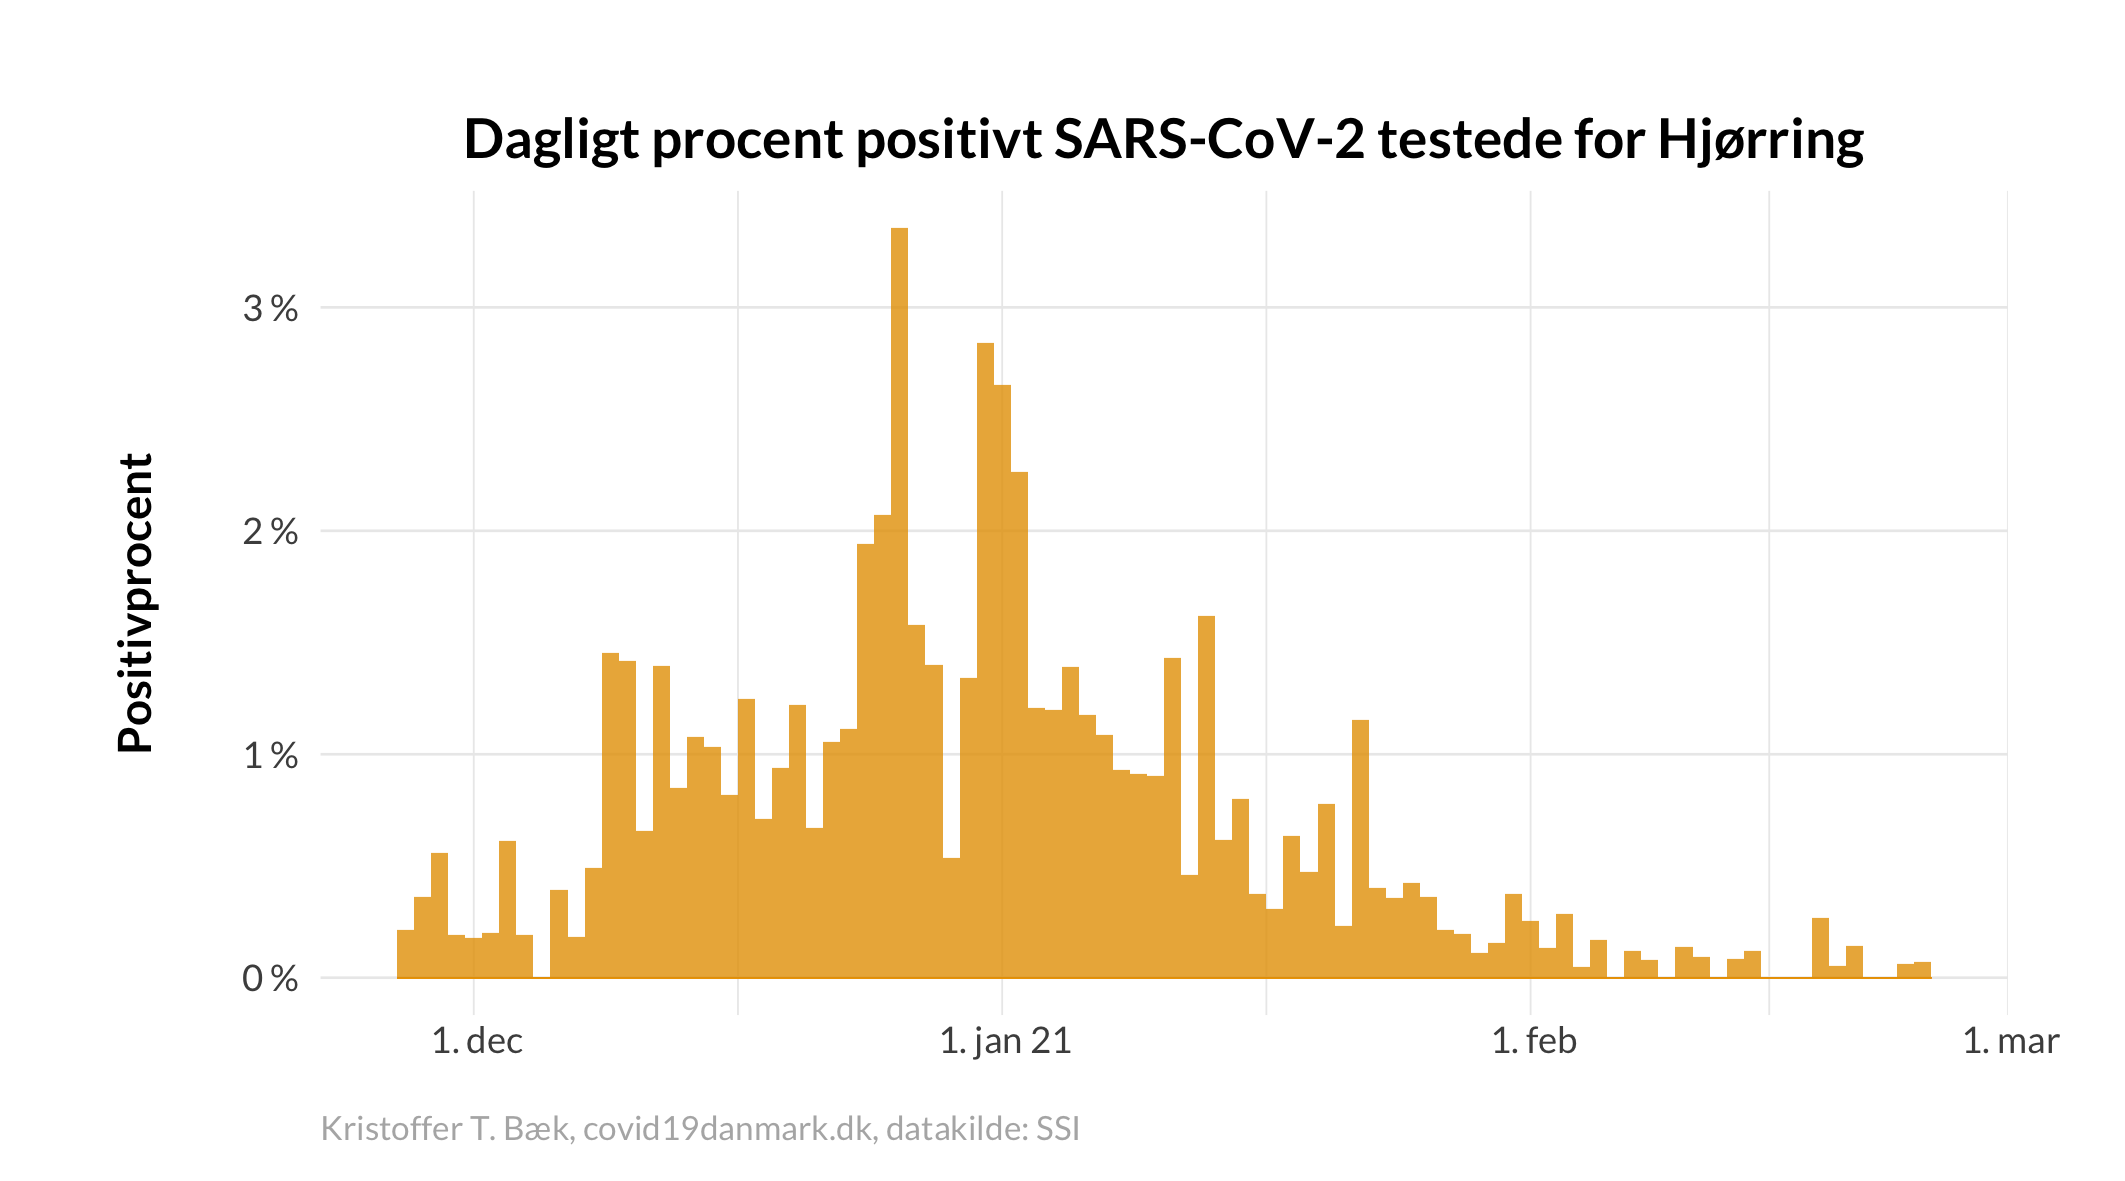 Dagligt procent positivt SARS-CoV-2 testede for Hjørring
Positivprocent
3 %
2 %
1 %
0 %
1. dec
1. jan 21
1. feb
1. mar
Kristoffer T. Bæk, covid19danmark.dk, datakilde: SSI